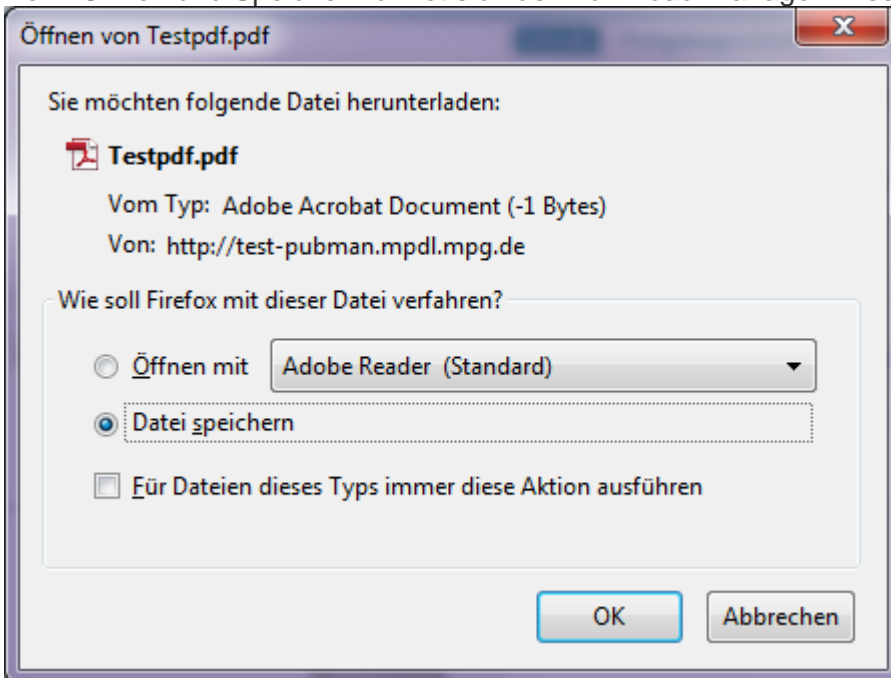 Öffnen von Testpdf.pdf
Sie möchten folgende Datei herunterladen:
Testpdf.pdf
Vom Typ: Adobe Acrobat Document (-1 Bytes)
Von: http://test-pubman.mpdl.mpg.de
Wie soll Firefox mit dieser Datei verfahren?
Öffnen mit Adobe Reader (Standard)
Datei speichern
Für Dateien dieses Typs immer diese Aktion ausführen
OK Abbrechen